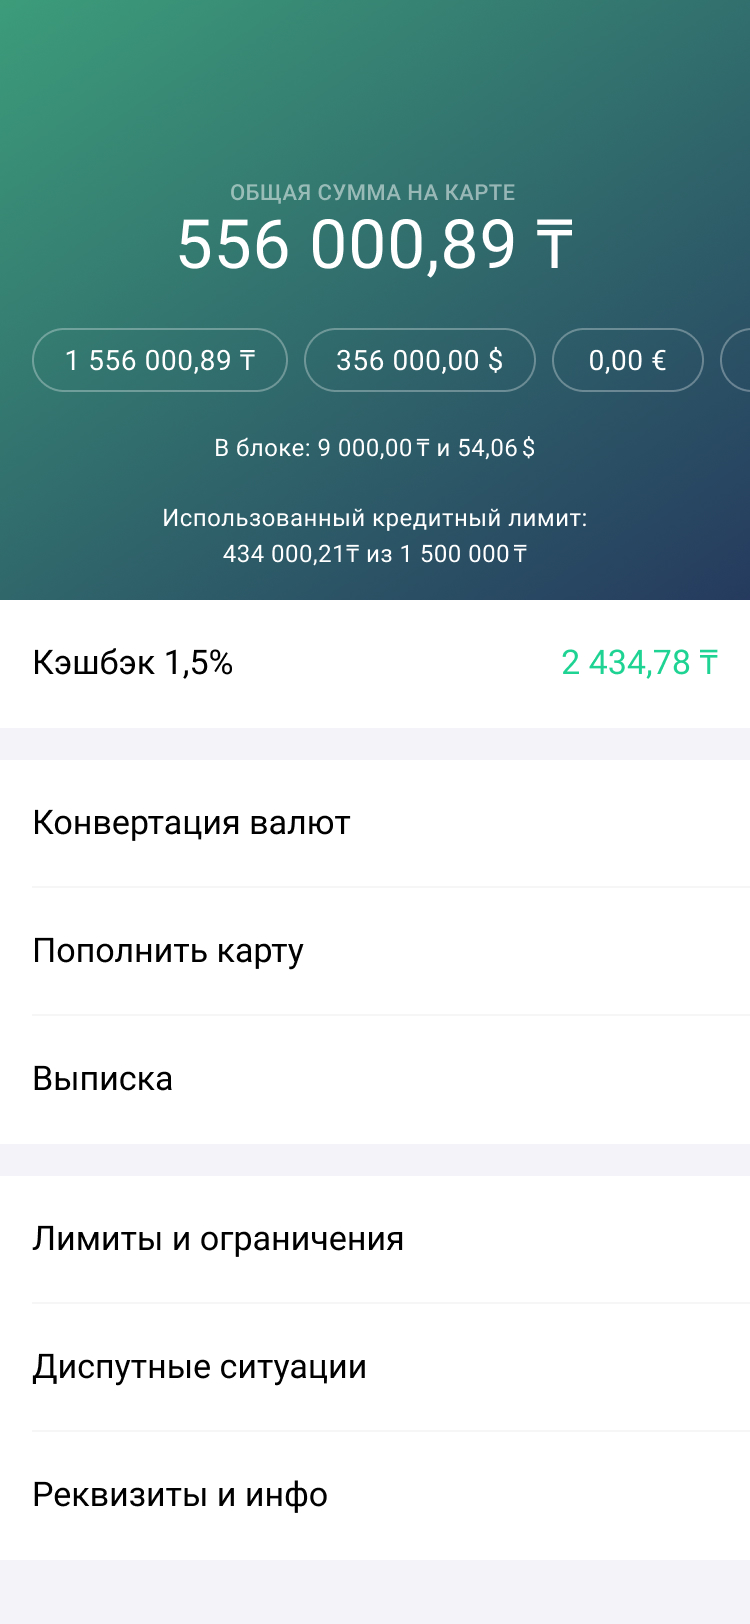 ОБЩАЯ СУММА НА КАРТЕ
556 000,89 ₸
1 556 000,89 ₸ 356 000,00 $ 0,00 €
В блоке: 9 000,00 ₸ и 54,06 $
Использованный кредитный лимит:
434 000,21₸ из 1 500 000 ₸
Кэшбэк 1,5% 2 434,78 ₸
Конвертация валют
Пополнить карту
Выписка
Лимиты и ограничения
Диспутные ситуации
Реквизиты и инфо